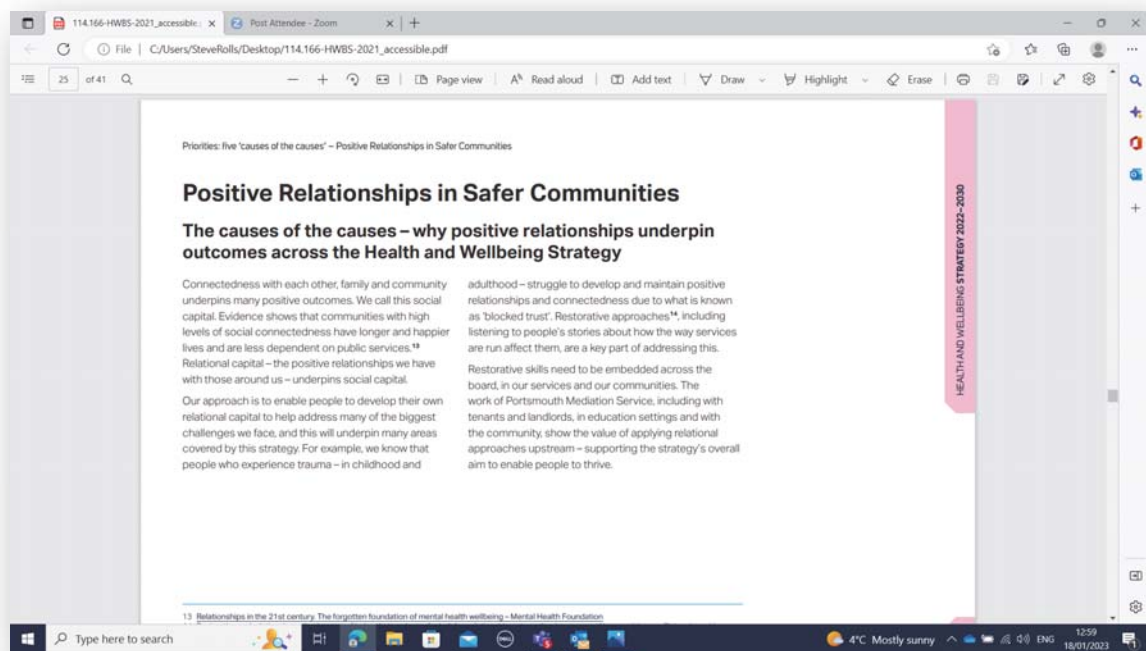 114.166-HWBS-2021_accessible.
Post Attendee - Zoom
File | C:/Users/SteveRolls/Desktop/114.166-HWBS-2021_accessible.pdf
25 of 41 Page view Read aloud Add text Draw Highlight Erase
Priorities: five 'causes of the causes' – Positive Relationships in Safer Communities
Positive Relationships in Safer Communities
The causes of the causes – why positive relationships underpin
outcomes across the Health and Wellbeing Strategy
Connectedness with each other, family and community
underpins many positive outcomes. We call this social
capital. Evidence shows that communities with high
levels of social connectedness have longer and happier
lives and are less dependent on public services.13
Relational capital – the positive relationships we have
with those around us – underpins social capital.
Our approach is to enable people to develop their own
relational capital to help address many of the biggest
challenges we face, and this will underpin many areas
covered by this strategy. For example, we know that
people who experience trauma – in childhood and
adulthood – struggle to develop and maintain positive
relationships and connectedness due to what is known
as 'blocked trust'. Restorative approaches14, including
listening to people's stories about how the way services
are run affect them, are a key part of addressing this.
Restorative skills need to be embedded across the
board, in our services and our communities. The
work of Portsmouth Mediation Service, including with
tenants and landlords, in education settings and with
the community, show the value of applying relational
approaches upstream – supporting the strategy's overall
aim to enable people to thrive.
HEALTH AND WELLBEING STRATEGY 2022–2030
13 Relationships in the 21st century. The forgotten foundation of mental health wellbeing – Mental Health Foundation
Type here to search
4°C Mostly sunny
ENG
12:59
18/01/2023